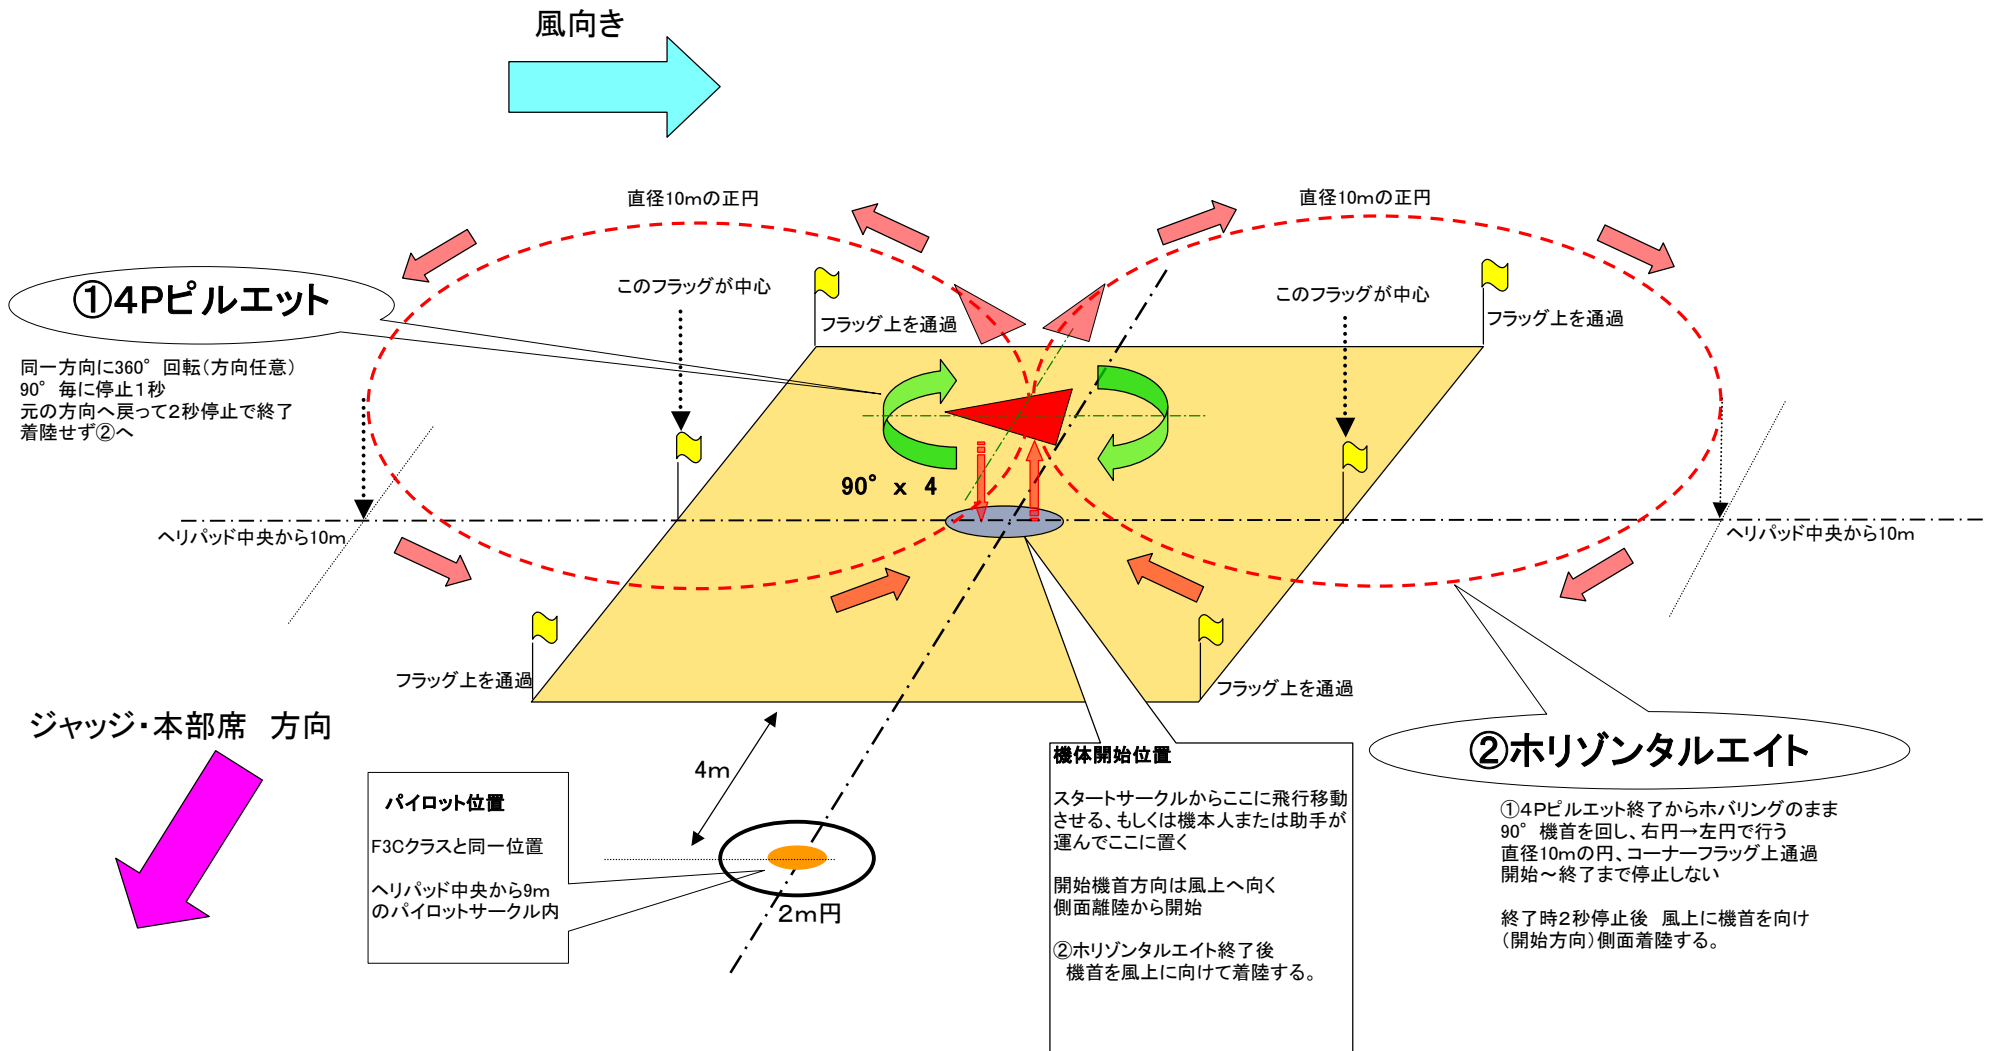 風向き
直径10mの正円
直径10mの正円
①4Pピルエット
このフラッグが中心
このフラッグが中心
フラッグ上を通過
フラッグ上を通過
同一方向に360°回転(方向任意)
90°毎に停止1秒
元の方向へ戻って2秒停止で終了
着陸せず②へ
90° x 4
ヘリパッド中央から10m
ヘリパッド中央から10m
フラッグ上を通過
フラッグ上を通過
ジャッジ・本部席 方向
4m
パイロット位置
F3Cクラスと同一位置
ヘリパッド中央から9m
のパイロットサークル内
2m円
機体開始位置
スタートサークルからここに飛行移動
させる、もしくは機本人または助手が
運んでここに置く
開始機首方向は風上へ向く
側面離陸から開始
②ホリゾンタルエイト終了後
機首を風上に向けて着陸する。
②ホリゾンタルエイト
①4Pピルエット終了からホバリングのまま
90°機首を回し、右円→左円で行う
直径10mの円、コーナーフラッグ上通過
開始～終了まで停止しない
終了時2秒停止後 風上に機首を向け
(開始方向)側面着陸する。